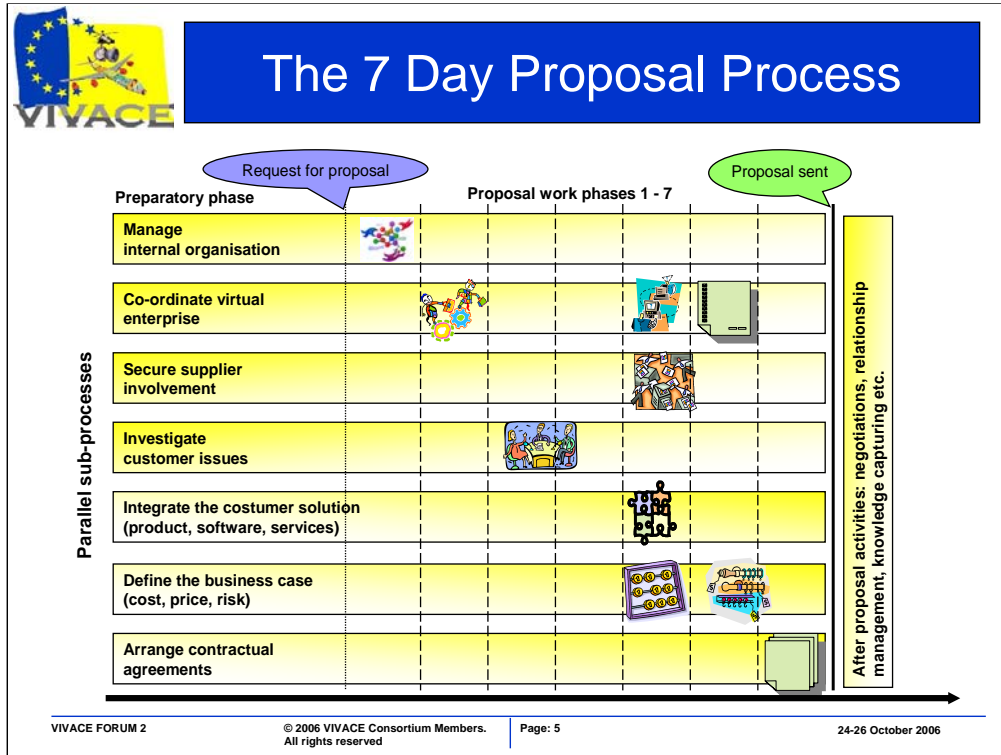 VIVACE
The 7 Day Proposal Process
Request for proposal
Proposal sent
Preparatory phase
Proposal work phases 1 - 7
Parallel sub-processes
Manage
internal organisation
Co-ordinate virtual
enterprise
Secure supplier
involvement
Investigate
customer issues
Integrate the costumer solution
(product, software, services)
Define the business case
(cost, price, risk)
Arrange contractual
agreements
After proposal activities: negotiations, relationship
management, knowledge capturing etc.
VIVACE FORUM 2
© 2006 VIVACE Consortium Members.
All rights reserved
Page: 5
24-26 October 2006